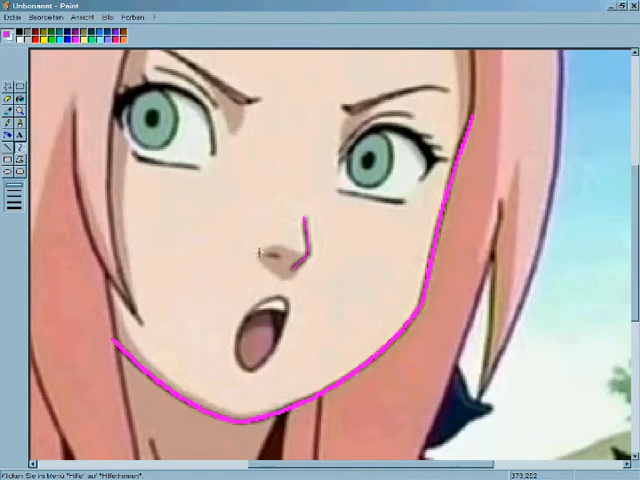 Unbenannt - Paint
Datei Bearbeiten Ansicht Bild Farben ?
Klicken Sie im Menü "Hilfe" auf "Hilfethemen".
373,252